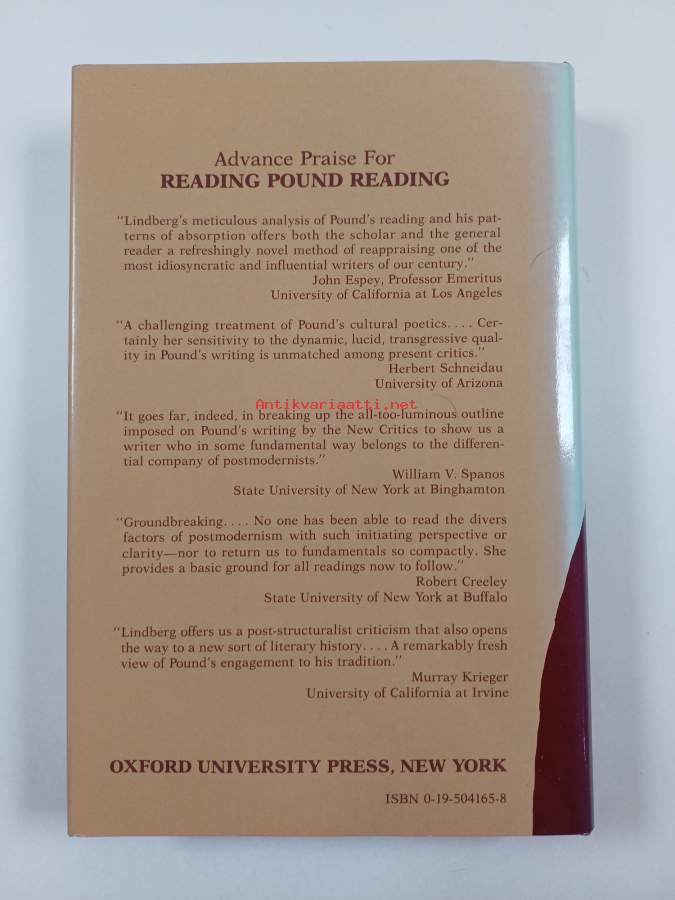 Advance Praise For
READING POUND READING
"Lindberg's meticulous analysis of Pound's reading and his pat-
terns of absorption offers both the scholar and the general
reader a refreshingly novel method of reappraising one of the
most idiosyncratic and influential writers of our century."
John Espey, Professor Emeritus
University of California at Los Angeles
"A challenging treatment of Pound's cultural poetics.... Cer-
tainly her sensitivity to the dynamic, lucid, transgressive qual-
ity in Pound's writing is unmatched among present critics."
Herbert Schneidau
University of Arizona
Antikvariaatti.net
"It goes far, indeed, in breaking up the all-too-luminous outline
imposed on Pound's writing by the New Critics to show us a
writer who in some fundamental way belongs to the differen-
tial company of postmodernists."
William V. Spanos
State University of New York at Binghamton
"Groundbreaking.... No one has been able to read the divers
factors of postmodernism with such initiating perspective or
clarity—nor to return us to fundamentals so compactly. She
provides a basic ground for all readings now to follow."
Robert Creeley
State University of New York at Buffalo
"Lindberg offers us a post-structuralist criticism that also opens
the way to a new sort of literary history.... A remarkably fresh
view of Pound's engagement to his tradition."
Murray Krieger
University of California at Irvine
OXFORD UNIVERSITY PRESS, NEW YORK
ISBN 0-19-504165-8